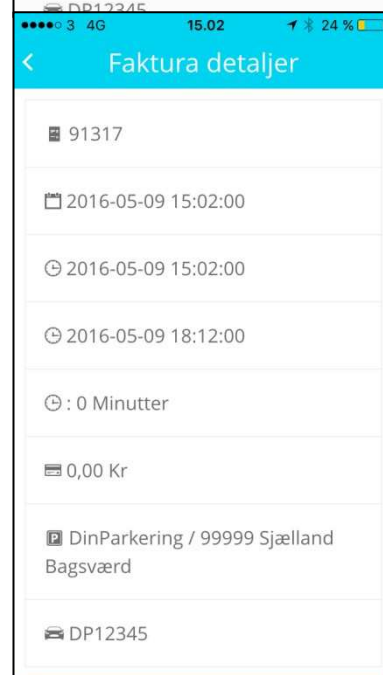 DP12345
3 4G 15.02 24 %
Faktura detaljer
91317
2016-05-09 15:02:00
2016-05-09 15:02:00
2016-05-09 18:12:00
: 0 Minutter
0,00 Kr
P DinParkering / 99999 Sjælland
Bagsværd
DP12345